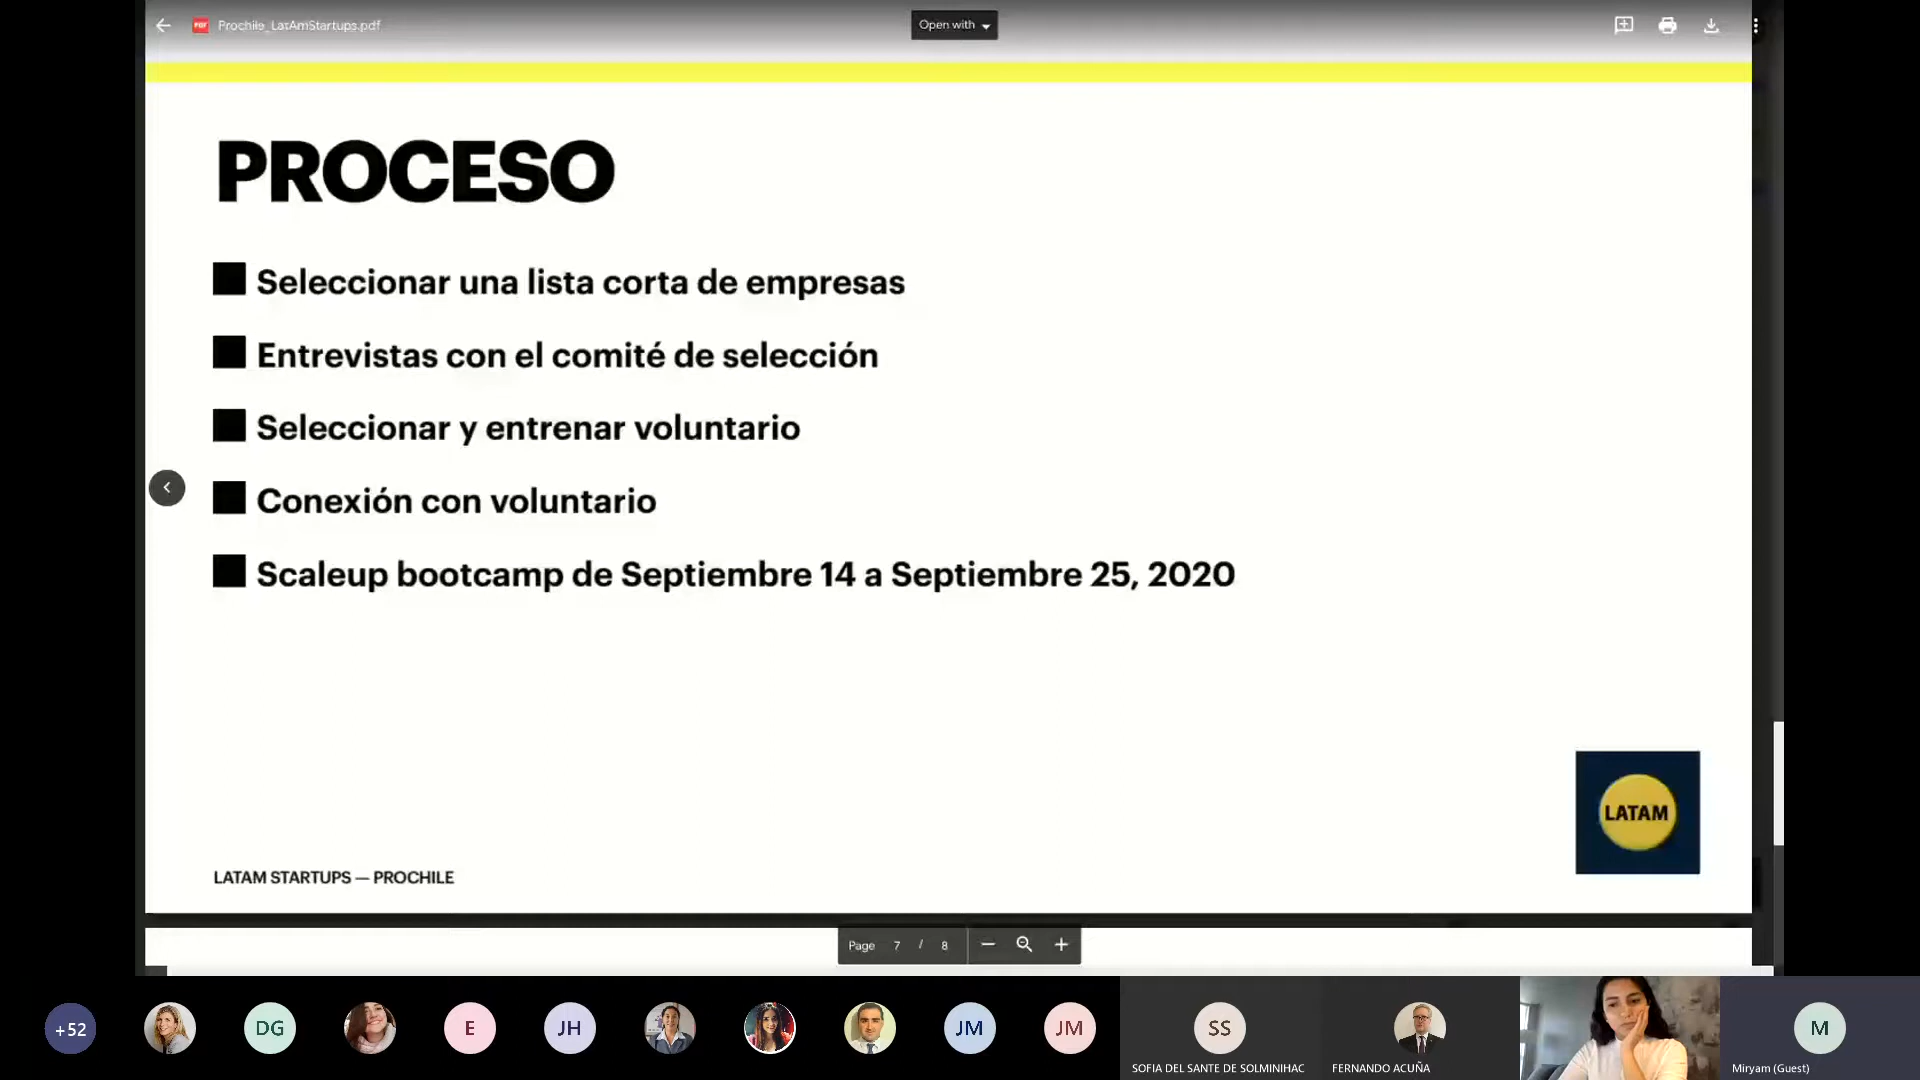 Prochile_LatAmStartups.pdf
Open with
PROCESO
Seleccionar una lista corta de empresas
Entrevistas con el comité de selección
Seleccionar y entrenar voluntario
Conexión con voluntario
Scaleup bootcamp de Septiembre 14 a Septiembre 25, 2020
LATAM
LATAM STARTUPS — PROCHILE
Page 7 / 8
+52
DG
E
JH
JM
JM
SS
M
SOFIA DEL SANTE DE SOLMINIHAC
FERNANDO ACUÑA
Miryam (Guest)